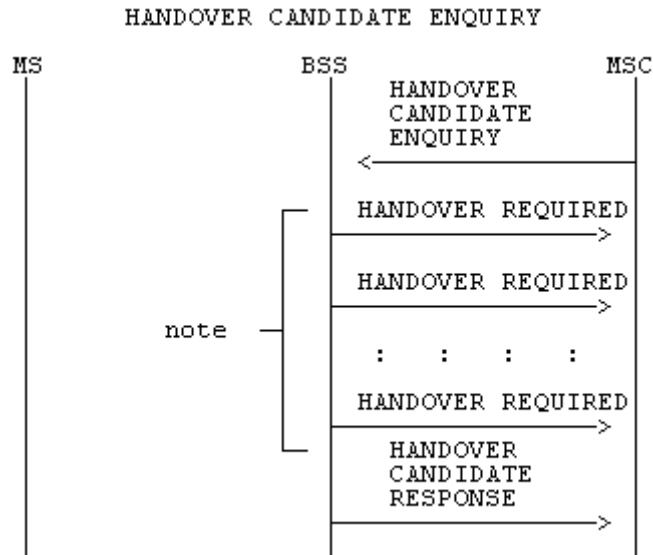 HANDOVER CANDIDATE ENQUIRY
MS BSS MSC
HANDOVER
CANDIDATE
ENQUIRY
HANDOVER REQUIRED
HANDOVER REQUIRED
note
: : : :
HANDOVER REQUIRED
HANDOVER
CANDIDATE
RESPONSE